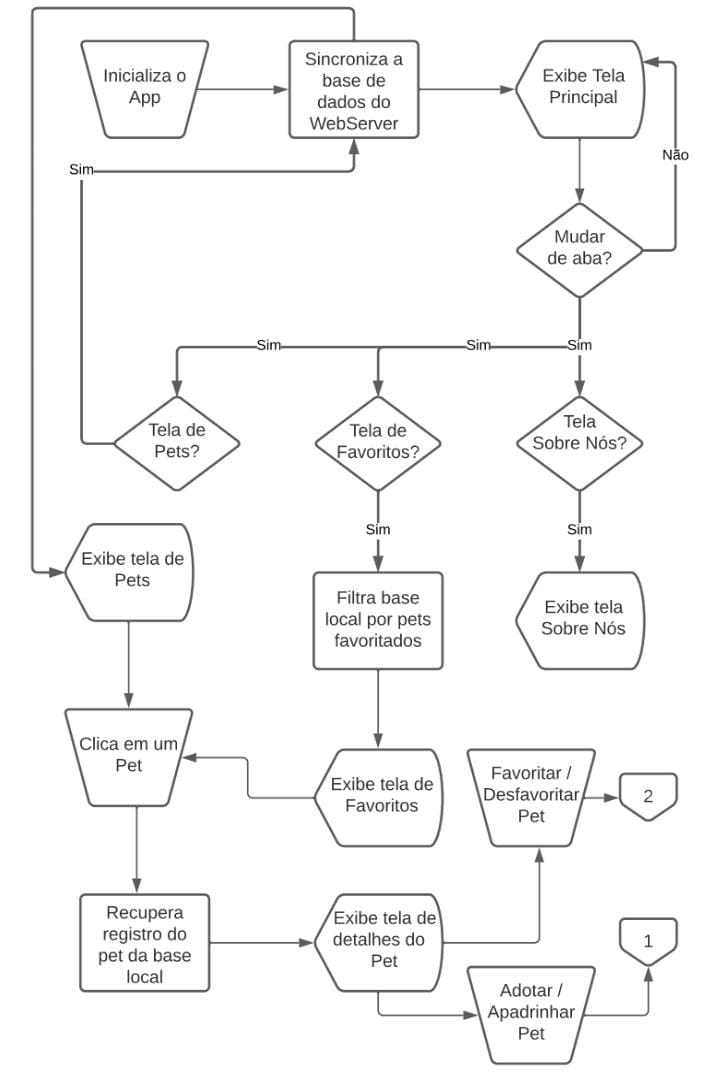 Inicializa o
App
Sincroniza a
base de
dados do
WebServer
Exibe Tela
Principal
Não
Sim
Mudar
de aba?
Sim
Sim
Sim
Tela de
Pets?
Tela de
Favoritos?
Tela
Sobre Nós?
Sim
Sim
Exibe tela de
Pets
Filtra base
local por pets
favoritados
Exibe tela
Sobre Nós
Clica em um
Pet
Exibe tela de
Favoritos
Favoritar /
Desfavoritar
Pet
2
Recupera
registro do
pet da base
local
Exibe tela de
detalhes do
Pet
1
Adotar /
Apadrinhar
Pet